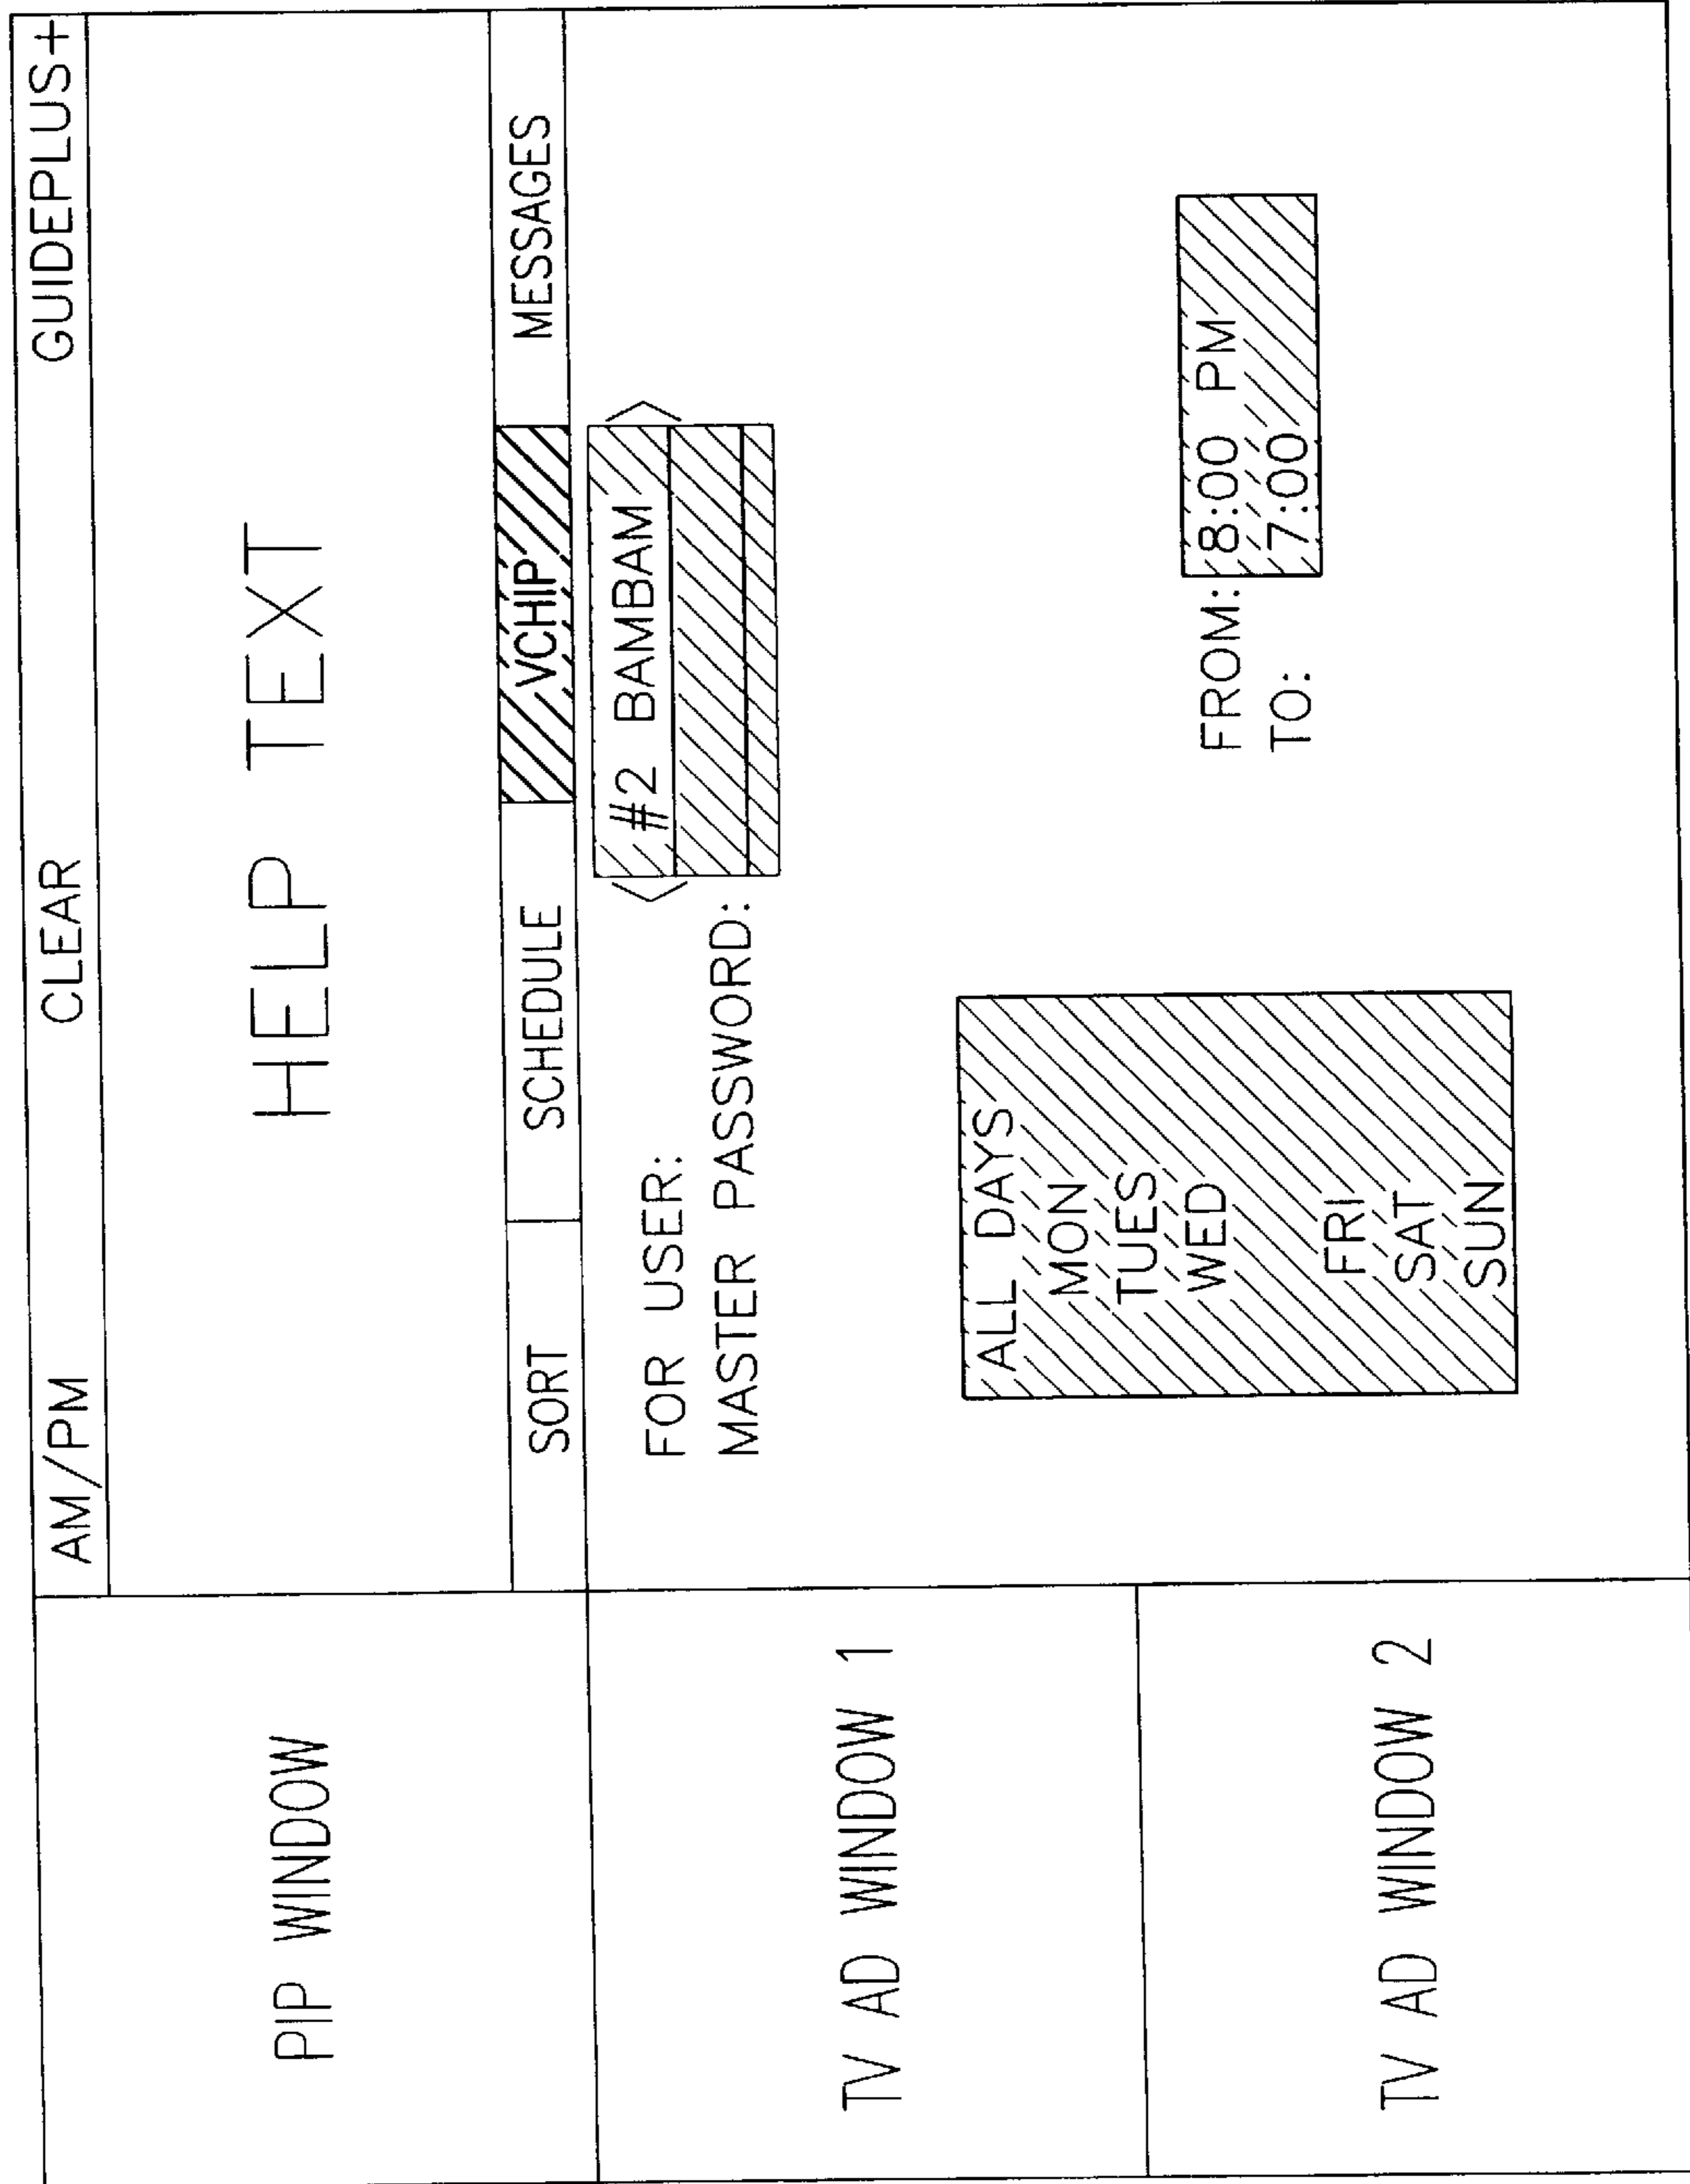 AM/PM CLEAR GUIDEPLUS+
PIP WINDOW
HELP TEXT
SORT SCHEDULE VCHIP MESSAGES
FOR USER: < #2 BAMBAM >
MASTER PASSWORD:
TV AD WINDOW 1
ALL DAYS
MON
TUES
WED
FRI
SAT
SUN
FROM: 8:00 PM
TO: 7:00
TV AD WINDOW 2